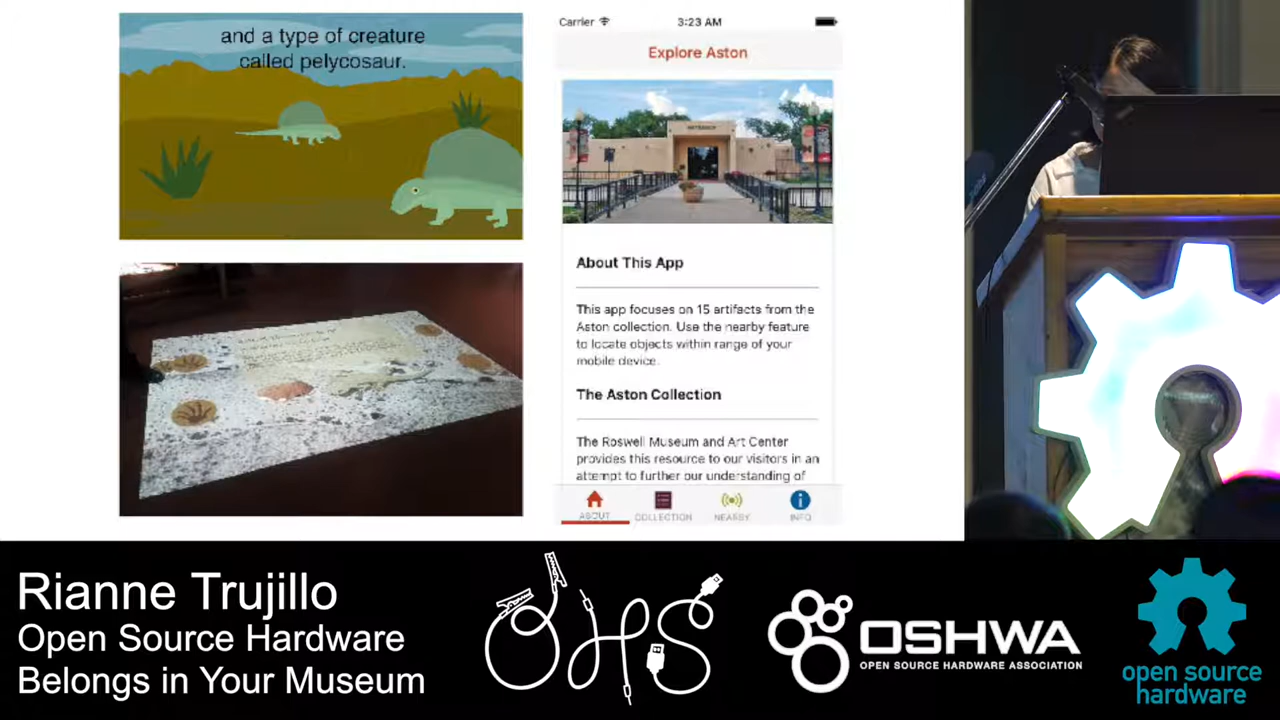 and a type of creature
called pelycosaur.
Carrier
3:23 AM
Explore Aston
About This App
This app focuses on 15 artifacts from the
Aston collection. Use the nearby feature
to locate objects within range of your
mobile device.
The Aston Collection
The Roswell Museum and Art Center
provides this resource to our visitors in an
attempt to further our understanding of
ABOUT
COLLECTION
NEARBY
INFO
Rianne Trujillo
Open Source Hardware
Belongs in Your Museum
OHS
OSHWA
OPEN SOURCE HARDWARE ASSOCIATION
open source
hardware